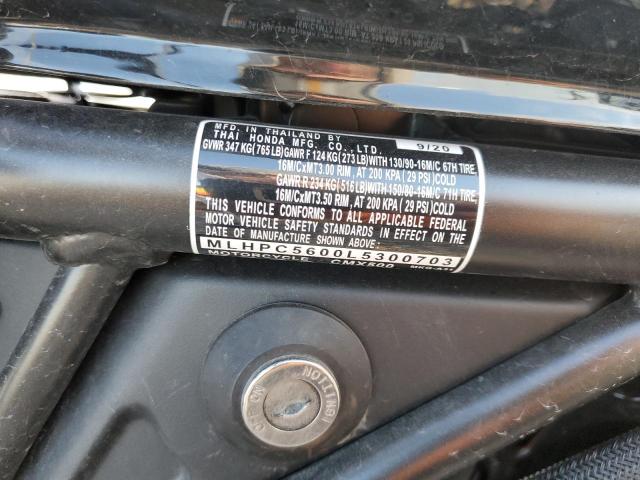 MFD. IN THAILAND BY
THAI HONDA MFG. CO., LTD. 9/20
GVWR 347 KG(765 LB)GAWR F 124 KG(273 LB)WITH 130/90-16M/C 67H TIRE,
16M/CxMT3.00 RIM, AT 200 KPA( 29 PSI)COLD
GAWR R 234 KG(516 LB)WITH 150/80-16M/C 71H TIRE,
16M/CxMT3.50 RIM, AT 200 KPA( 29 PSI)COLD
THIS VEHICLE CONFORMS TO ALL APPLICABLE FEDERAL
MOTOR VEHICLE SAFETY STANDARDS IN EFFECT ON THE
DATE OF MANUFACTURE SHOWN ABOVE.
MLHPC5600L5300703
MOTORCYCLE CMX500
IGNITION